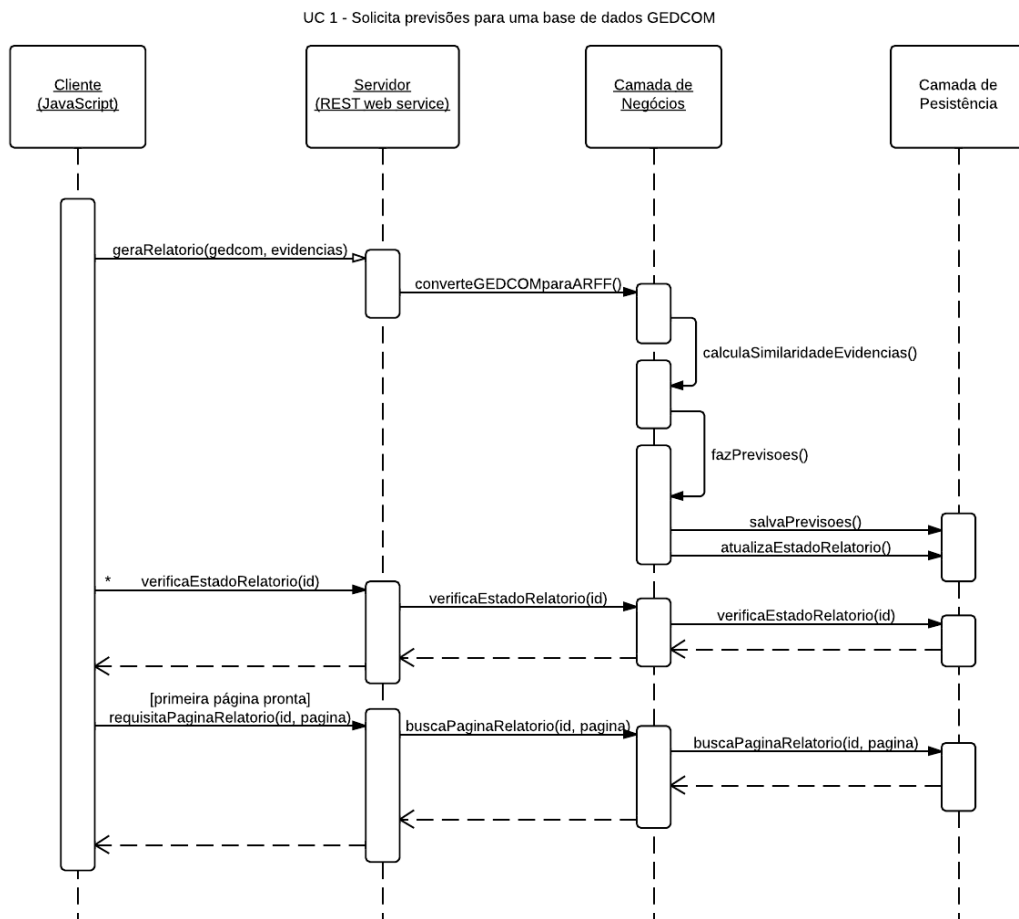 UC 1 - Solicita previsões para uma base de dados GEDCOM
Cliente
(JavaScript)
Servidor
(REST web service)
Camada de
Negócios
Camada de
Pesistência
geraRelatorio(gedcom, evidencias)
converteGEDCOMparaARFF()
calculaSimilaridadeEvidencias()
fazPrevisoes()
salvaPrevisoes()
atualizaEstadoRelatorio()
* verificaEstadoRelatorio(id)
verificaEstadoRelatorio(id)
verificaEstadoRelatorio(id)
[primeira página pronta]
requisitaPaginaRelatorio(id, pagina)
buscaPaginaRelatorio(id, pagina)
buscaPaginaRelatorio(id, pagina)